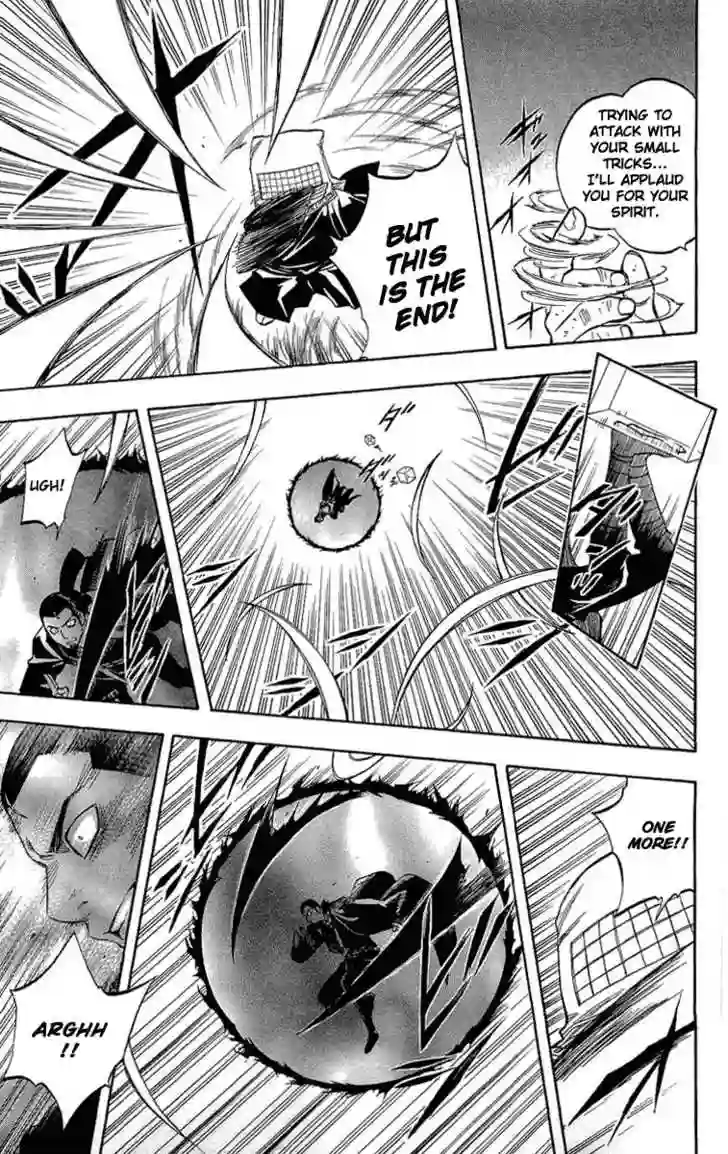 TRYING TO
ATTACK WITH
YOUR SMALL
TRICKS...
I'LL APPLAUD
YOU FOR YOUR
SPIRIT.
BUT
THIS
IS THE
END!
UGH!
ONE
MORE!!
ARGHH
!!